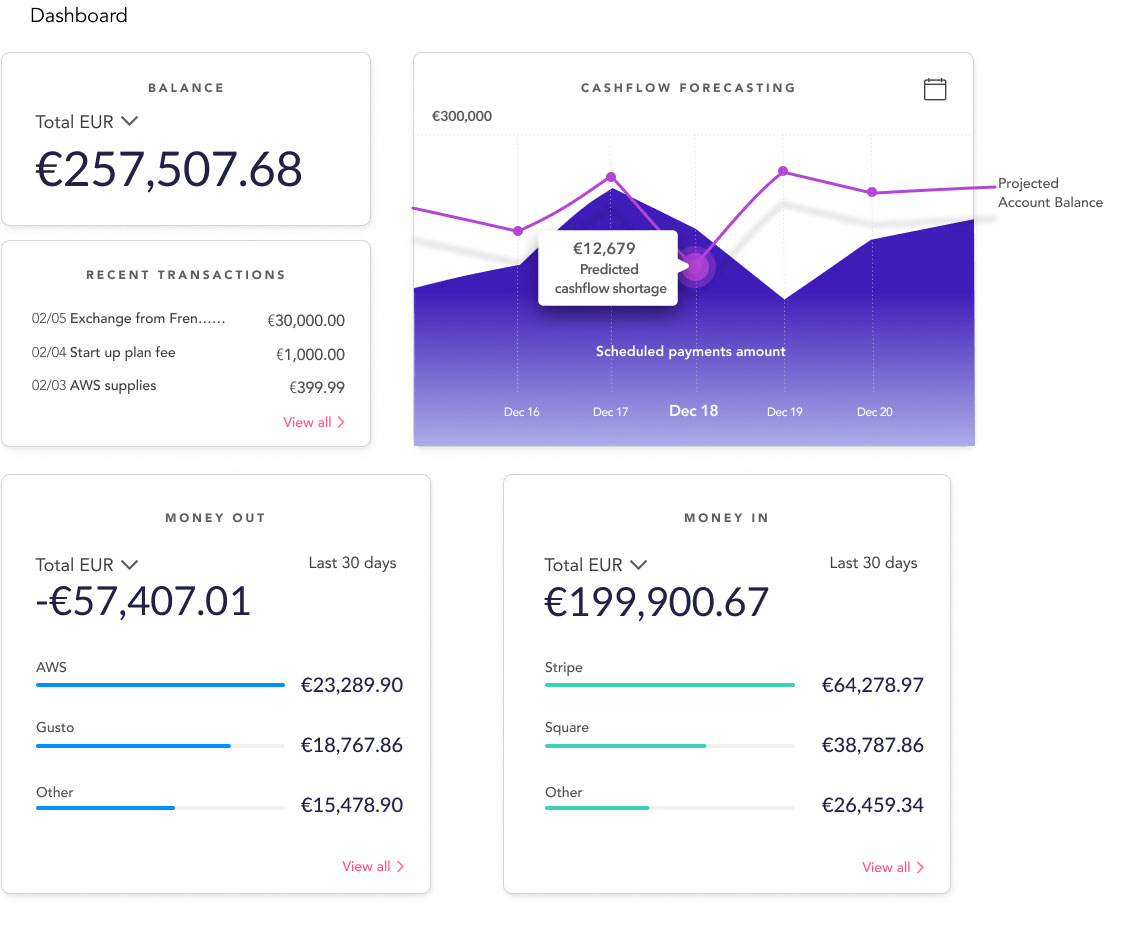 Dashboard
BALANCE
Total EUR
€257,507.68
RECENT TRANSACTIONS
02/05 Exchange from Fren...... €30,000.00
02/04 Start up plan fee €1,000.00
02/03 AWS supplies €399.99
View all
CASHFLOW FORECASTING
€300,000
Projected
Account Balance
€12,679
Predicted
cashflow shortage
Scheduled payments amount
Dec 16 Dec 17 Dec 18 Dec 19 Dec 20
MONEY OUT
Total EUR Last 30 days
-€57,407.01
AWS
€23,289.90
Gusto
€18,767.86
Other
€15,478.90
View all
MONEY IN
Total EUR Last 30 days
€199,900.67
Stripe
€64,278.97
Square
€38,787.86
Other
€26,459.34
View all